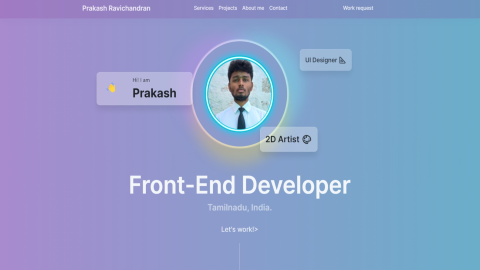 Prakash Ravichandran
Services Projects About me Contact
Work request
UI Designer
Hi! I am
Prakash
2D Artist
Front-End Developer
Tamilnadu, India.
Let's work!>